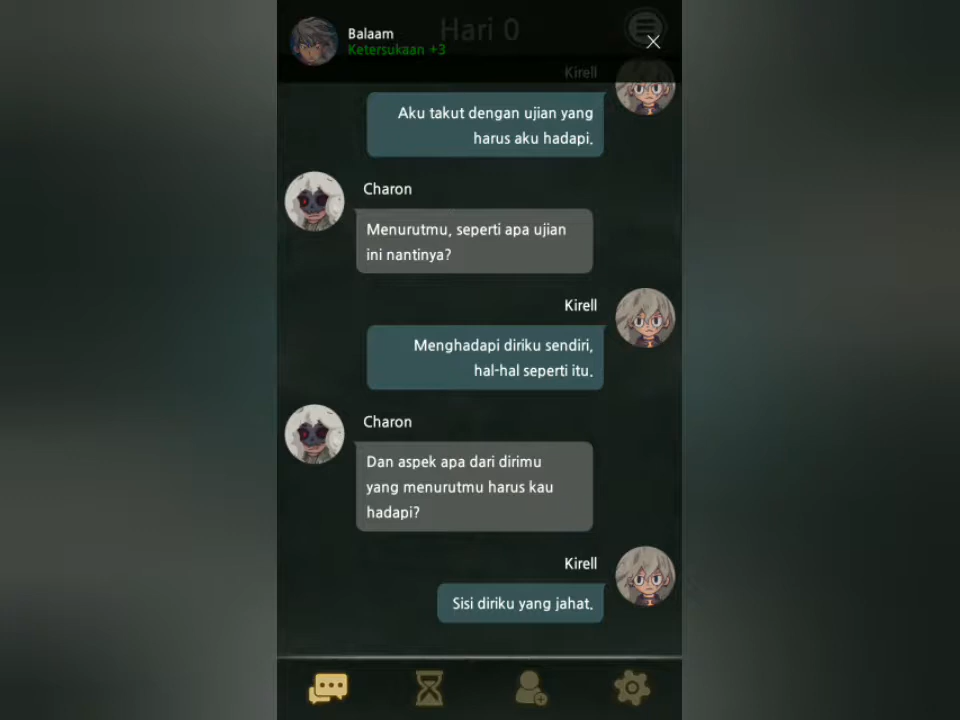 Hari 0
Balaam
Ketersukaan +3
Kirell
Aku takut dengan ujian yang
harus aku hadapi.
Charon
Menurutmu, seperti apa ujian
ini nantinya?
Kirell
Menghadapi diriku sendiri,
hal-hal seperti itu.
Charon
Dan aspek apa dari dirimu
yang menurutmu harus kau
hadapi?
Kirell
Sisi diriku yang jahat.